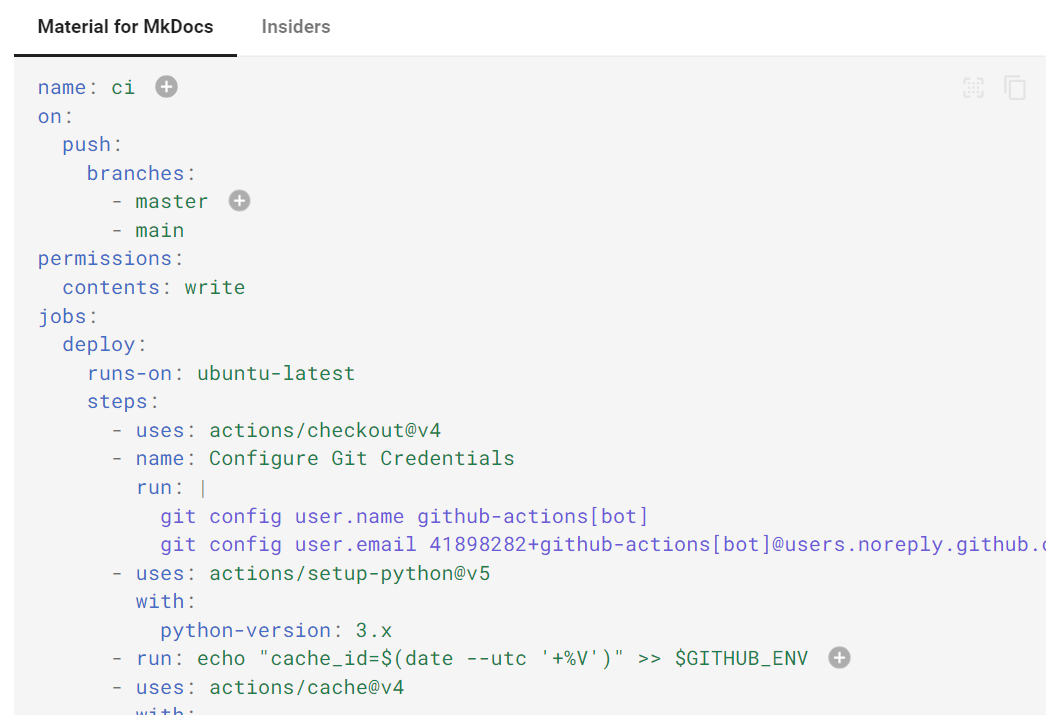 Material for MkDocs Insiders
name: ci
on:
  push:
    branches:
      - master
      - main
permissions:
  contents: write
jobs:
  deploy:
    runs-on: ubuntu-latest
    steps:
      - uses: actions/checkout@v4
      - name: Configure Git Credentials
        run: |
          git config user.name github-actions[bot]
          git config user.email 41898282+github-actions[bot]@users.noreply.github.
      - uses: actions/setup-python@v5
        with:
          python-version: 3.x
      - run: echo "cache_id=$(date --utc '+%V')" >> $GITHUB_ENV
      - uses: actions/cache@v4
        with: